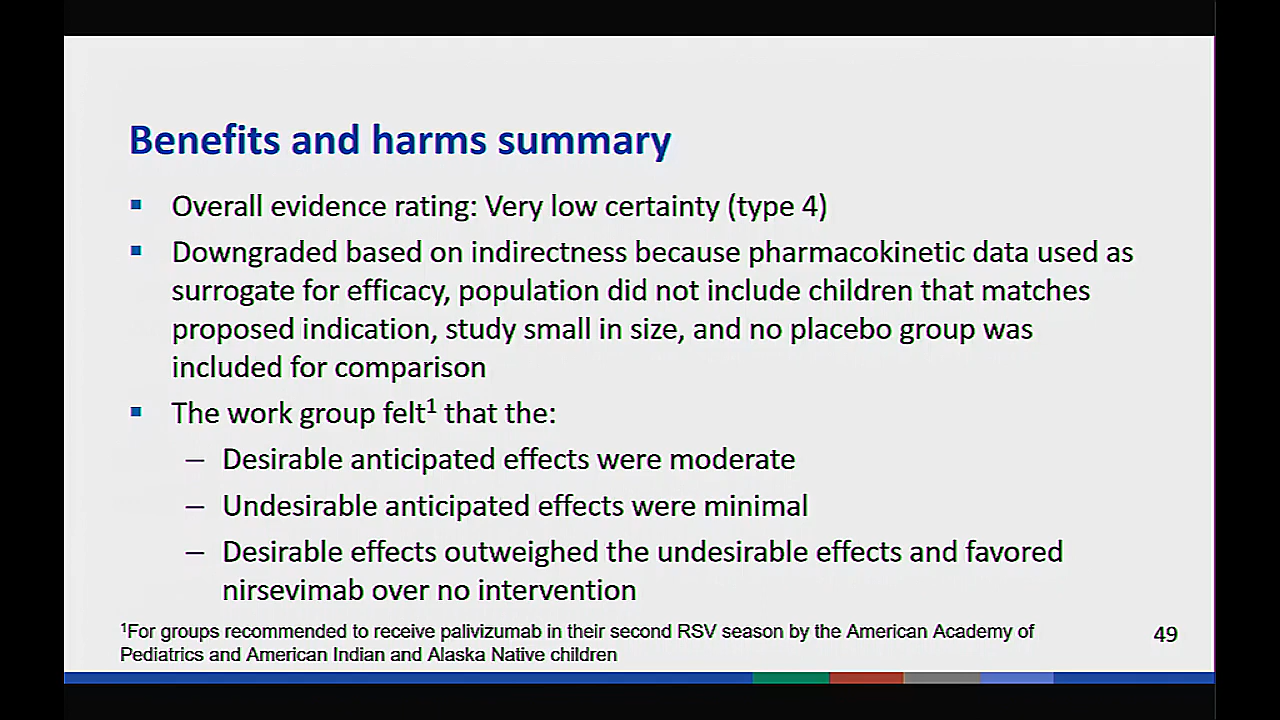 Benefits and harms summary
▪ Overall evidence rating: Very low certainty (type 4)
▪ Downgraded based on indirectness because pharmacokinetic data used as
surrogate for efficacy, population did not include children that matches
proposed indication, study small in size, and no placebo group was
included for comparison
▪ The work group felt¹ that the:
– Desirable anticipated effects were moderate
– Undesirable anticipated effects were minimal
– Desirable effects outweighed the undesirable effects and favored
nirsevimab over no intervention
¹For groups recommended to receive palivizumab in their second RSV season by the American Academy of
Pediatrics and American Indian and Alaska Native children
49